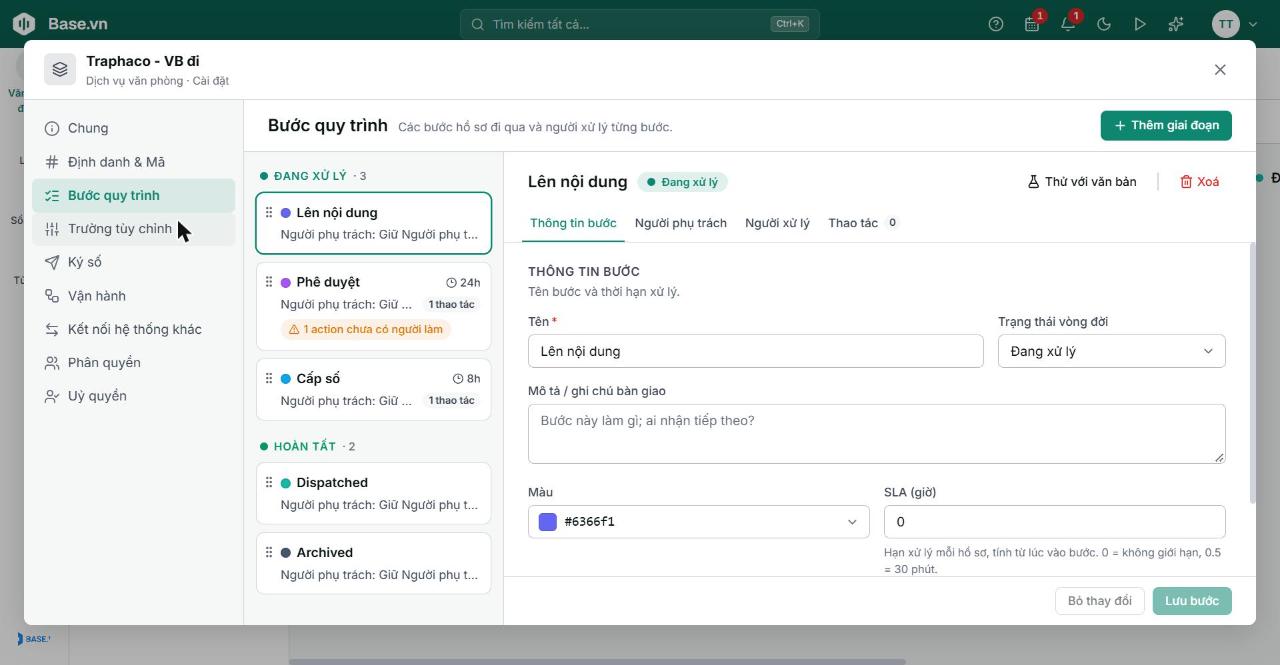 Base.vn
Tìm kiếm tất cả...
Ctrl+K
1
1
TT
Traphaco - VB đi
Dịch vụ văn phòng · Cài đặt
Chung
Định danh & Mã
Bước quy trình
Trường tùy chỉnh
Ký số
Vận hành
Kết nối hệ thống khác
Phân quyền
Uỷ quyền
Bước quy trình
Các bước hồ sơ đi qua và người xử lý từng bước.
+ Thêm giai đoạn
ĐANG XỬ LÝ · 3
Lên nội dung
Người phụ trách: Giữ Người phụ t...
Phê duyệt
24h
Người phụ trách: Giữ ...
1 thao tác
1 action chưa có người làm
Cấp số
8h
Người phụ trách: Giữ ...
1 thao tác
HOÀN TẤT · 2
Dispatched
Người phụ trách: Giữ Người phụ t...
Archived
Người phụ trách: Giữ Người phụ t...
Lên nội dung
Đang xử lý
Thử với văn bản
Xoá
Thông tin bước
Người phụ trách
Người xử lý
Thao tác 0
THÔNG TIN BƯỚC
Tên bước và thời hạn xử lý.
Tên *
Lên nội dung
Trạng thái vòng đời
Đang xử lý
Mô tả / ghi chú bàn giao
Bước này làm gì; ai nhận tiếp theo?
Màu
#6366f1
SLA (giờ)
0
Hạn xử lý mỗi hồ sơ, tính từ lúc vào bước. 0 = không giới hạn, 0.5
= 30 phút.
Bỏ thay đổi
Lưu bước